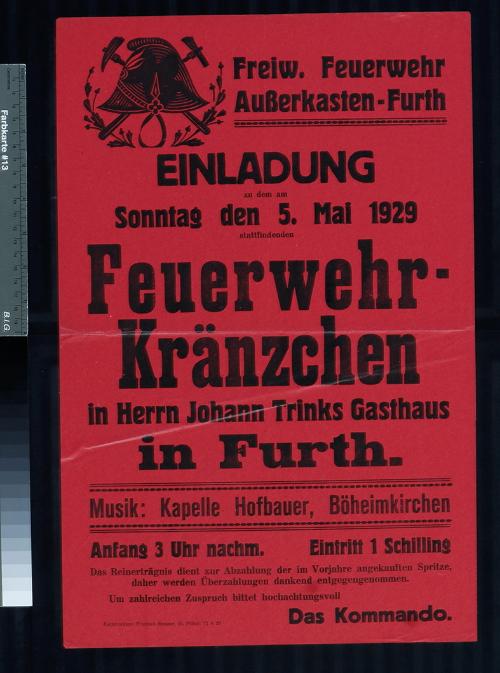 Freiw. Feuerwehr
Außerkasten-Furth
EINLADUNG
zu dem am
Sonntag den 5. Mai 1929
stattfindenden
Feuerwehr-
Kränzchen
in Herrn Johann Trinks Gasthaus
in Furth.
Musik: Kapelle Hofbauer, Böheimkirchen
Anfang 3 Uhr nachm. Eintritt 1 Schilling
Das Reinerträgnis dient zur Abzahlung der im Vorjahre angekauften Spritze,
daher werden Überzahlungen dankend entgegengenommen.
Um zahlreichen Zuspruch bittet hochachtungsvoll
Das Kommando.
Farbkarte #13
B.I.G.